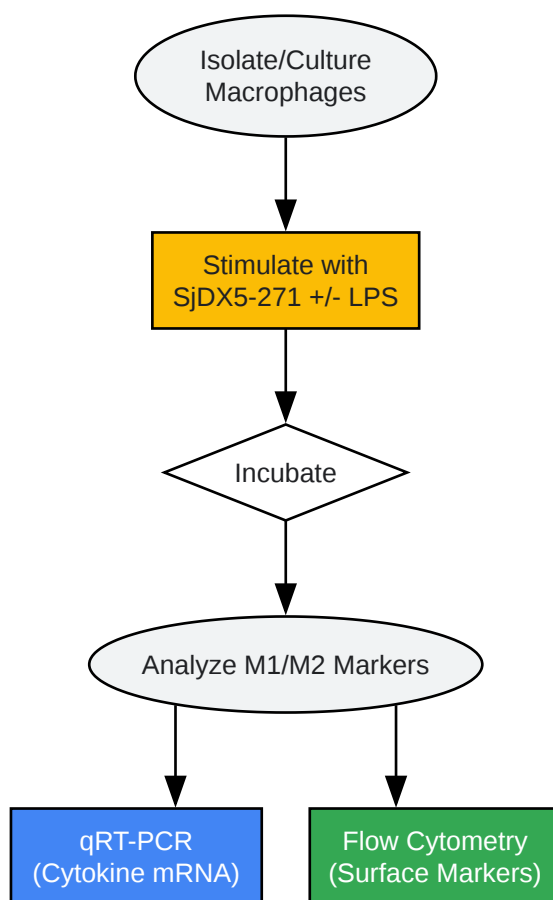 Isolate/Culture
Macrophages
Stimulate with
SjDX5-271 +/- LPS
Incubate
Analyze M1/M2 Markers
qRT-PCR
(Cytokine mRNA)
Flow Cytometry
(Surface Markers)